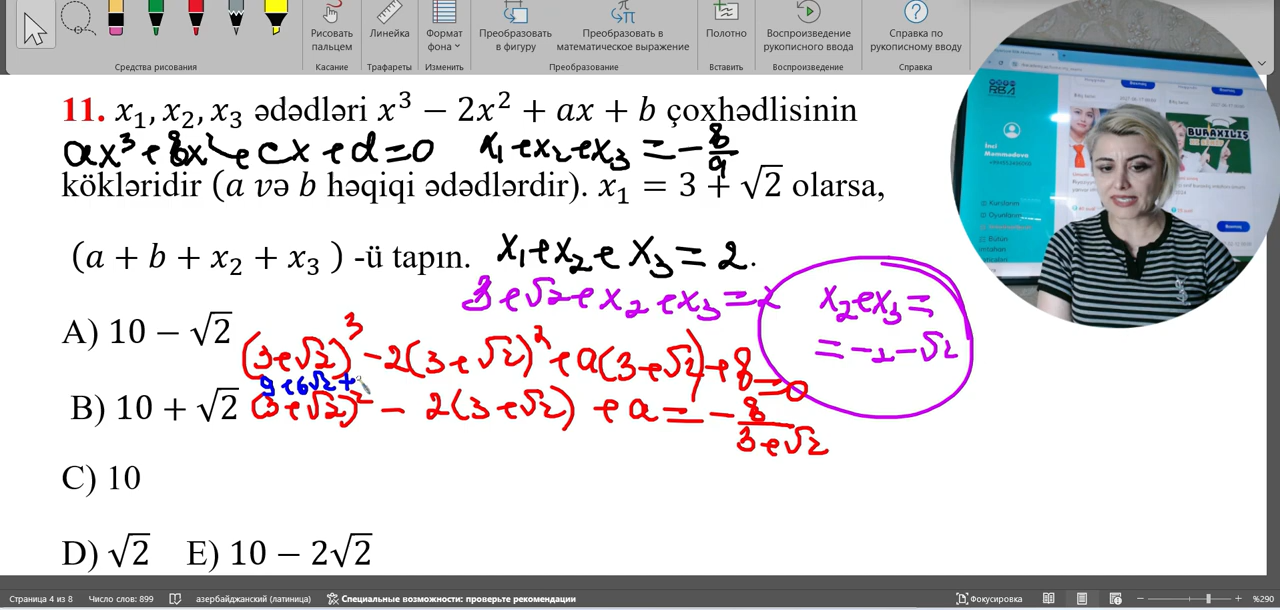 Рисовать пальцем
Линейка
Формат фона
Преобразовать в фигуру
Преобразовать в математическое выражение
Полотно
Воспроизведение рукописного ввода
Справка по рукописному вводу
Средства рисования
Касание
Трафареты
Изменить
Преобразование
Вставить
Воспроизведение
Справка
11. x₁, x₂, x₃ ədədləri x³ − 2x² + ax + b çoxhədlisinin
ax³+bx²+cx+d=0 x₁+x₂+x₃ = −b/a
kökləridir (a və b həqiqi ədədlərdir). x₁ = 3 + √2 olarsa,
(a + b + x₂ + x₃ ) -ü tapın. x₁+x₂+x₃ = 2.
3+√2+x₂+x₃=2
x₂+x₃=
= −1−√2
A) 10 − √2
(3+√2)³ −2(3+√2)²+a(3+√2)+b=0
9+6√2+
B) 10 + √2
(3+√2)² − 2(3+√2) + a = −b/(3+√2)
C) 10
D) √2 E) 10 − 2√2
RBA
BURAXILIŞ
İnci Məmmədova
Страница 4 из 8
Число слов: 899
азербайджанский (латиница)
Специальные возможности: проверьте рекомендации
Фокусировка
%290